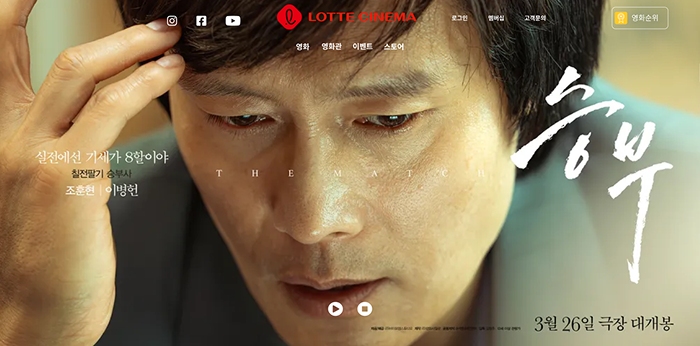 LOTTE CINEMA
로그인 멤버십 고객문의
영화순위
영화 영화관 이벤트 스토어
승부
실전에선 기세가 8할이야
칠전팔기 승부사
조훈현 | 이병헌
THE MATCH
3월 26일 극장 대개봉